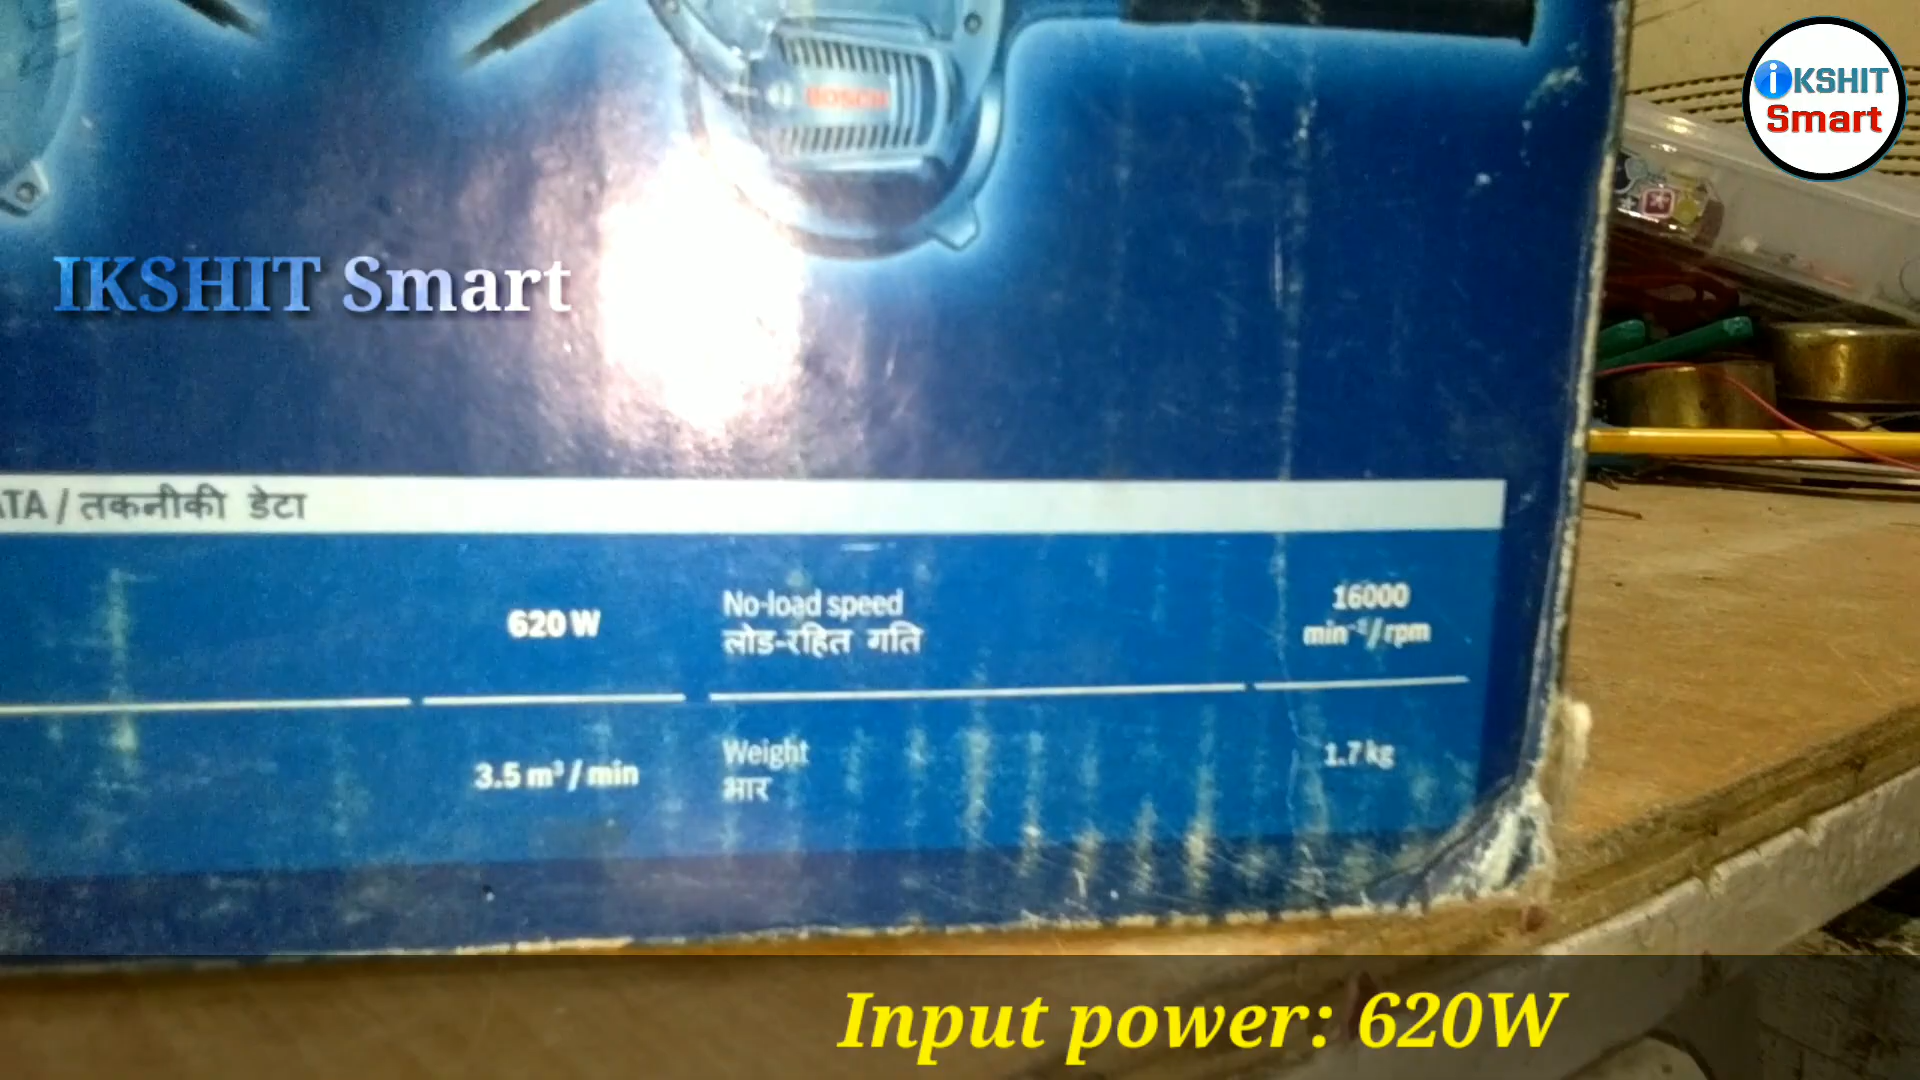 iKSHIT
Smart
BOSCH
IKSHIT Smart
ATA / तकनीकी डेटा
620 W
No-load speed
लोड-रहित गति
16000
min⁻¹/rpm
3.5 m³/min
Weight
भार
1.7 kg
Input power: 620W